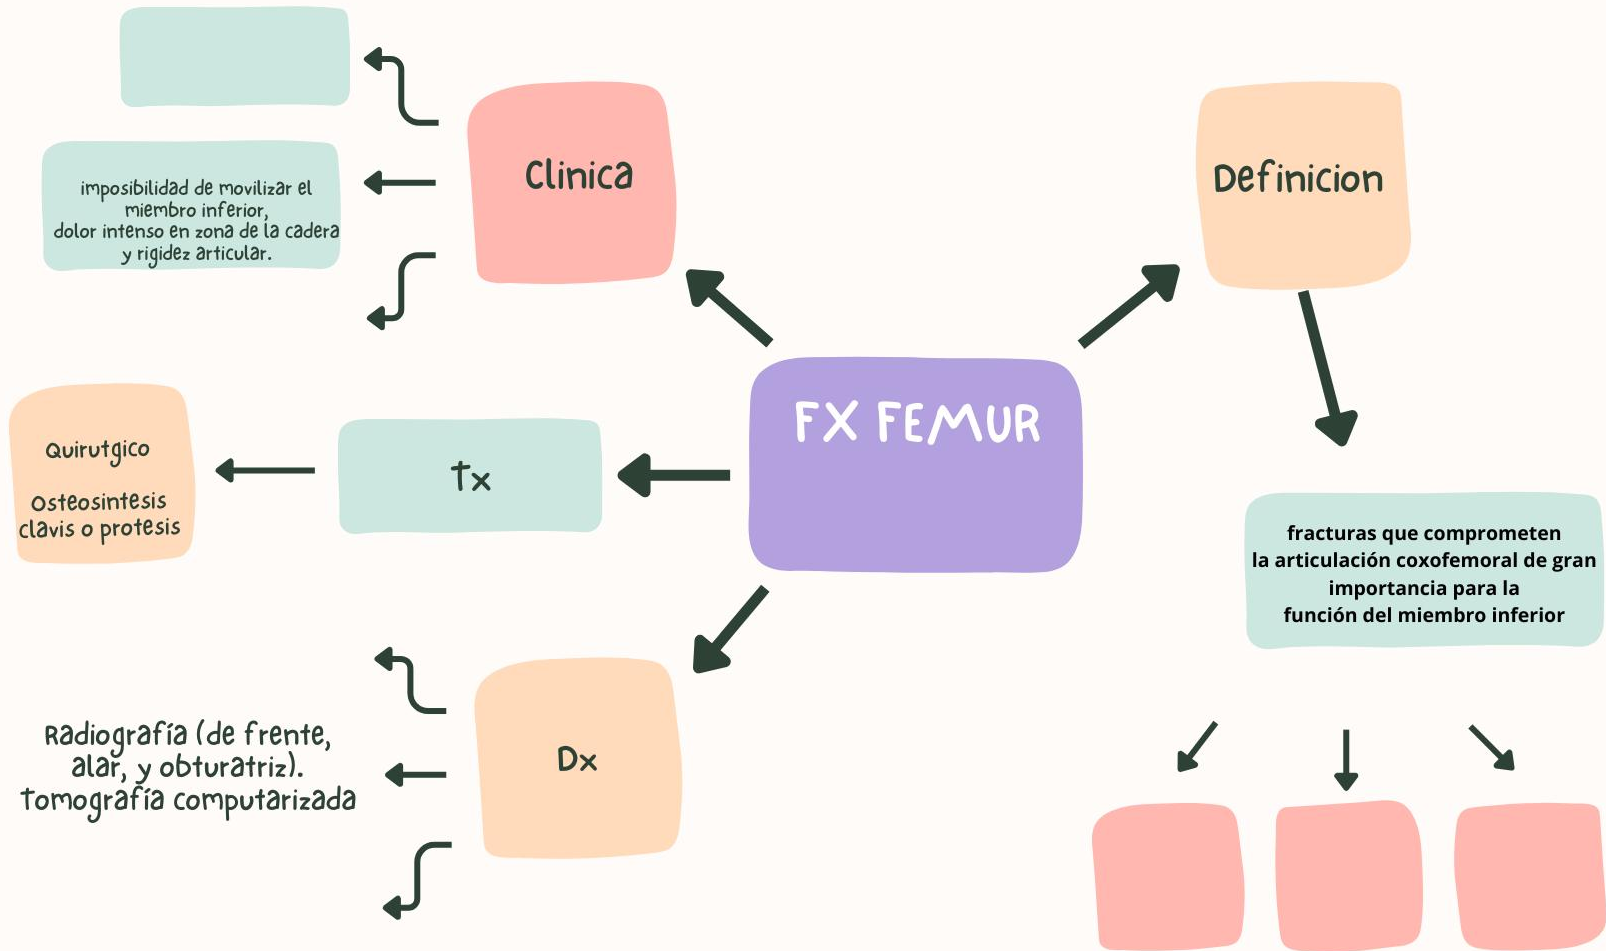 Clinica
imposibilidad de movilizar el
miembro inferior,
dolor intenso en zona de la cadera
y rigidez articular.
Definicion
FX FEMUR
Tx
Quirutgico
Osteosintesis
clavis o protesis
fracturas que comprometen
la articulación coxofemoral de gran
importancia para la
función del miembro inferior
Dx
Radiografía (de frente,
alar, y obturatriz).
Tomografía computarizada